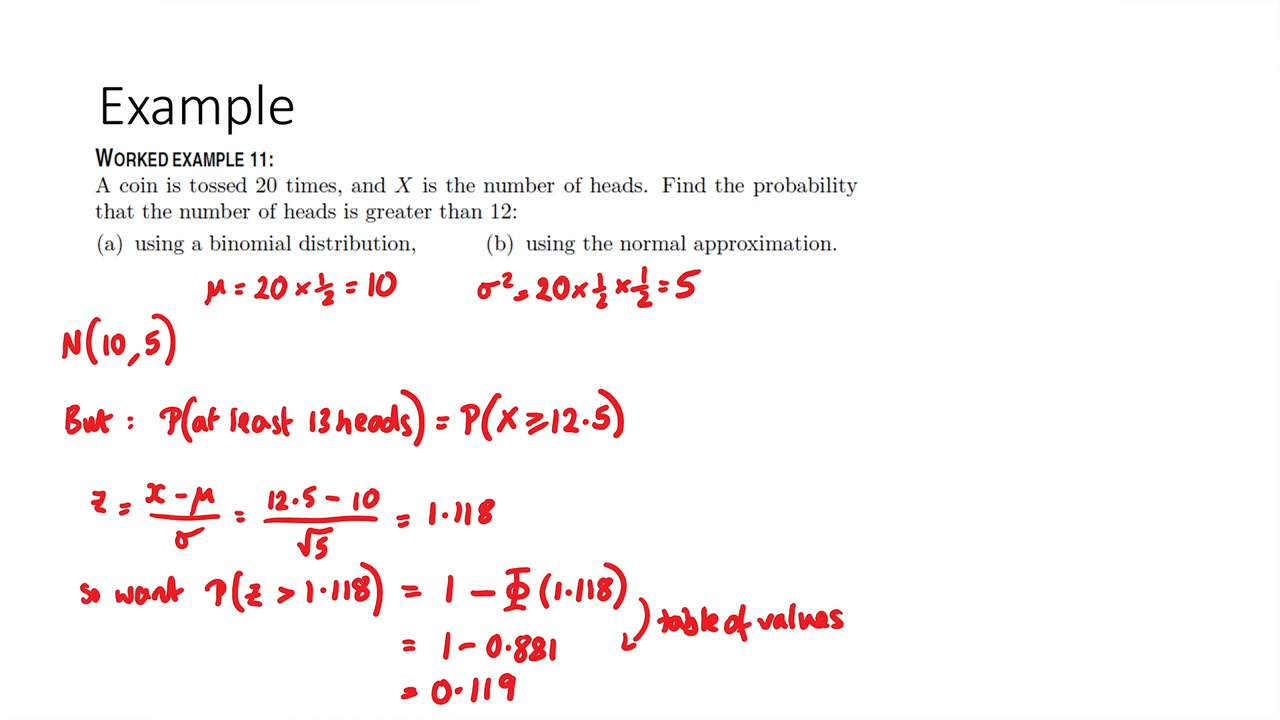 Example
WORKED EXAMPLE 11:
A coin is tossed 20 times, and X is the number of heads. Find the probability
that the number of heads is greater than 12:
(a) using a binomial distribution, (b) using the normal approximation.
μ = 20 × 1/2 = 10 σ² = 20 × 1/2 × 1/2 = 5
N(10, 5)
But : P(at least 13 heads) = P(X ≥ 12.5)
z = (x - μ)/σ = (12.5 - 10)/√5 = 1.118
so want P(z > 1.118) = 1 - Φ(1.118)
table of values
= 1 - 0.881
= 0.119